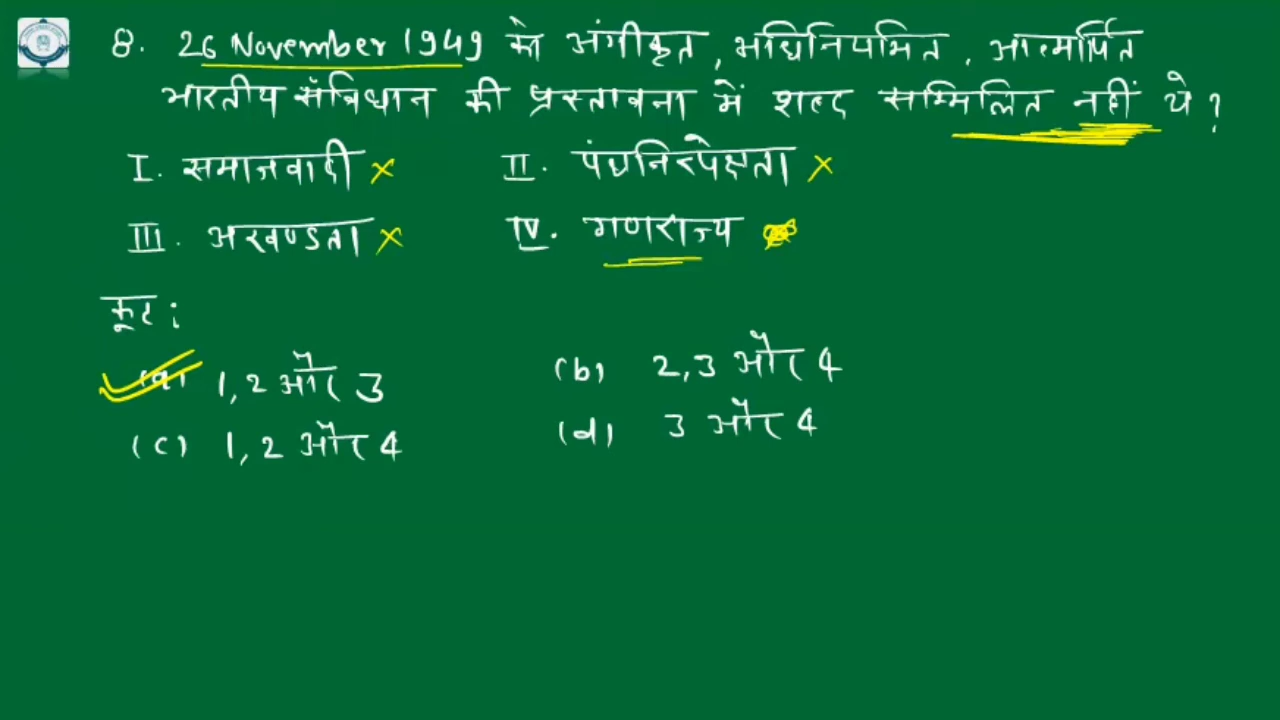 8. 26 November 1949 को अंगीकृत, अधिनियमित, आत्मार्पित
भारतीय संविधान की प्रस्तावना में शब्द सम्मिलित नहीं थे?
I. समाजवादी × II. पंथनिरपेक्षता ×
III. अखण्डता × IV. गणराज्य
कूट:
(a) 1,2 और 3 (b) 2,3 और 4
(c) 1,2 और 4 (d) 3 और 4